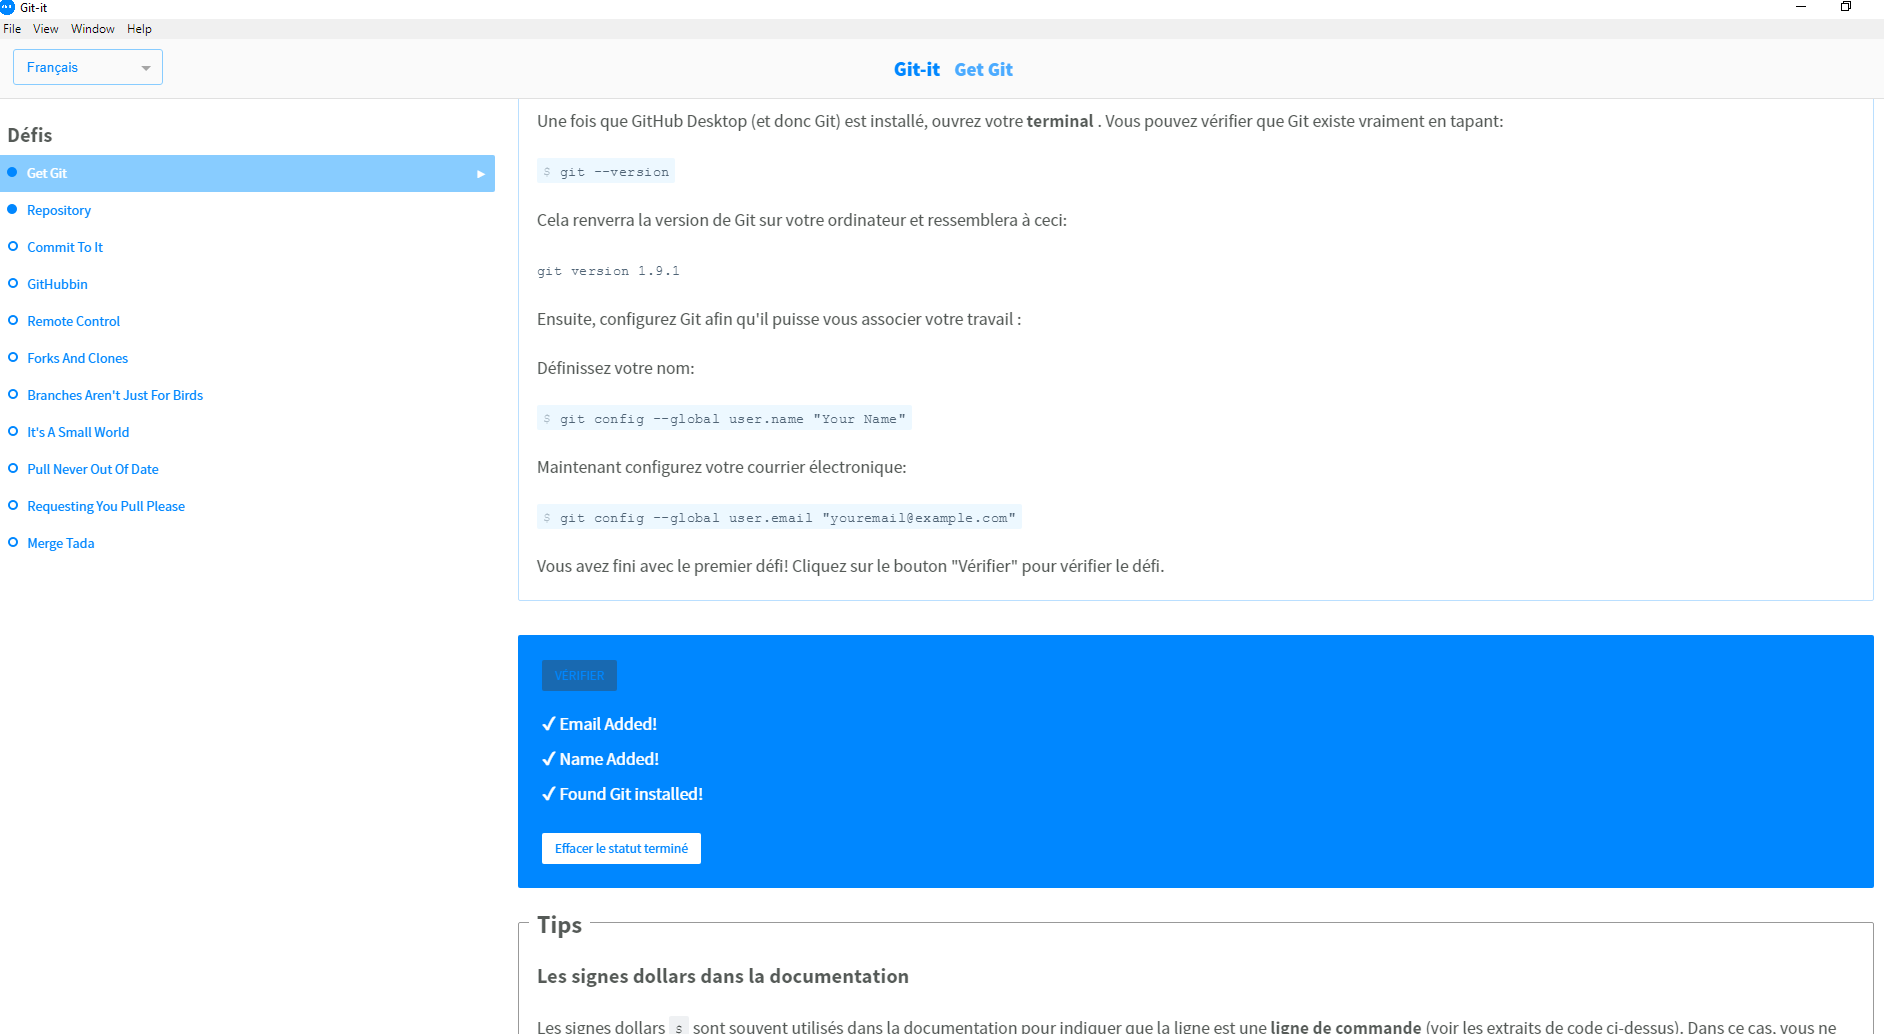 Git-it
File View Window Help
Français
Git-it Get Git
Défis
Get Git
Repository
Commit To It
GitHubbin
Remote Control
Forks And Clones
Branches Aren't Just For Birds
It's A Small World
Pull Never Out Of Date
Requesting You Pull Please
Merge Tada
Une fois que GitHub Desktop (et donc Git) est installé, ouvrez votre terminal . Vous pouvez vérifier que Git existe vraiment en tapant:
$ git --version
Cela renverra la version de Git sur votre ordinateur et ressemblera à ceci:
git version 1.9.1
Ensuite, configurez Git afin qu'il puisse vous associer votre travail :
Définissez votre nom:
$ git config --global user.name "Your Name"
Maintenant configurez votre courrier électronique:
$ git config --global user.email "youremail@example.com"
Vous avez fini avec le premier défi! Cliquez sur le bouton "Vérifier" pour vérifier le défi.
VÉRIFIER
✓ Email Added!
✓ Name Added!
✓ Found Git installed!
Effacer le statut terminé
Tips
Les signes dollars dans la documentation
Les signes dollars $ sont souvent utilisés dans la documentation pour indiquer que la ligne est une ligne de commande (voir les extraits de code ci-dessus). Dans ce cas, vous ne